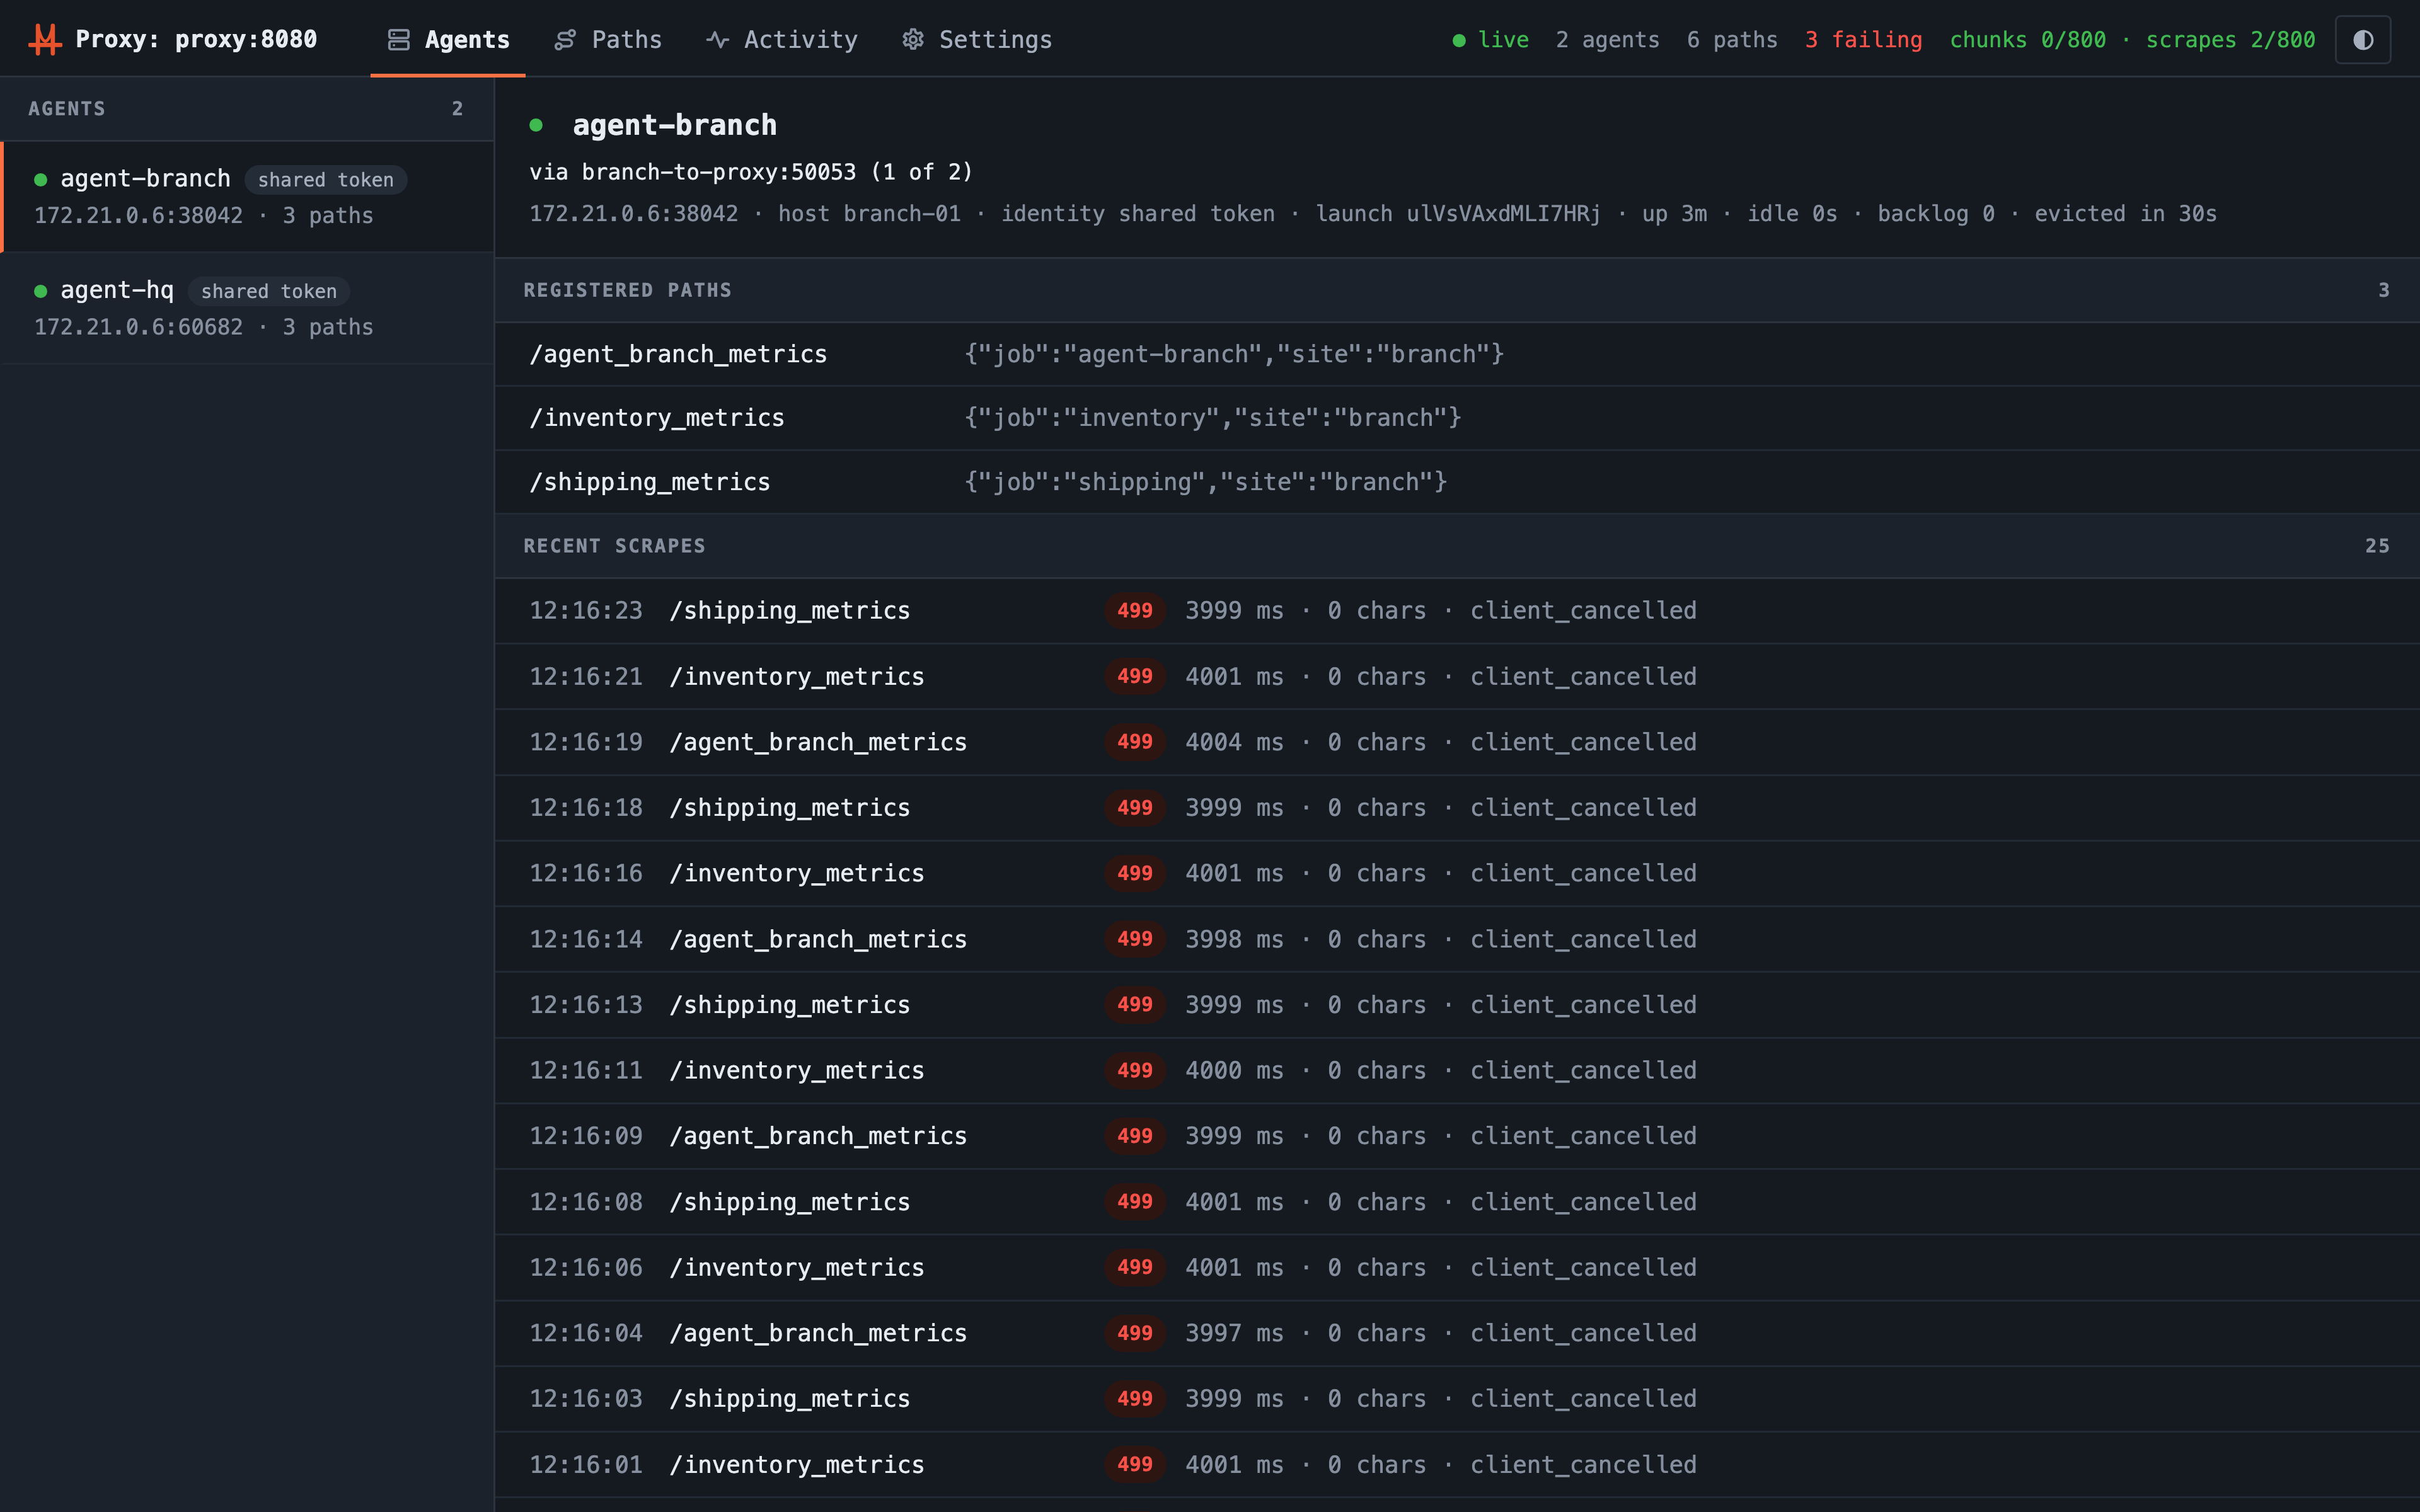 Proxy: proxy:8080 Agents Paths Activity Settings live 2 agents 6 paths 3 failing chunks 0/800 · scrapes 2/800
AGENTS 2
agent-branch shared token
172.21.0.6:38042 · 3 paths
agent-hq shared token
172.21.0.6:60682 · 3 paths
agent-branch
via branch-to-proxy:50053 (1 of 2)
172.21.0.6:38042 · host branch-01 · identity shared token · launch ulVsVAxdMLI7HRj · up 3m · idle 0s · backlog 0 · evicted in 30s
REGISTERED PATHS 3
/agent_branch_metrics {"job":"agent-branch","site":"branch"}
/inventory_metrics {"job":"inventory","site":"branch"}
/shipping_metrics {"job":"shipping","site":"branch"}
RECENT SCRAPES 25
12:16:23 /shipping_metrics 499 3999 ms · 0 chars · client_cancelled
12:16:21 /inventory_metrics 499 4001 ms · 0 chars · client_cancelled
12:16:19 /agent_branch_metrics 499 4004 ms · 0 chars · client_cancelled
12:16:18 /shipping_metrics 499 3999 ms · 0 chars · client_cancelled
12:16:16 /inventory_metrics 499 4001 ms · 0 chars · client_cancelled
12:16:14 /agent_branch_metrics 499 3998 ms · 0 chars · client_cancelled
12:16:13 /shipping_metrics 499 3999 ms · 0 chars · client_cancelled
12:16:11 /inventory_metrics 499 4000 ms · 0 chars · client_cancelled
12:16:09 /agent_branch_metrics 499 3999 ms · 0 chars · client_cancelled
12:16:08 /shipping_metrics 499 4001 ms · 0 chars · client_cancelled
12:16:06 /inventory_metrics 499 4001 ms · 0 chars · client_cancelled
12:16:04 /agent_branch_metrics 499 3997 ms · 0 chars · client_cancelled
12:16:03 /shipping_metrics 499 3999 ms · 0 chars · client_cancelled
12:16:01 /inventory_metrics 499 4001 ms · 0 chars · client_cancelled